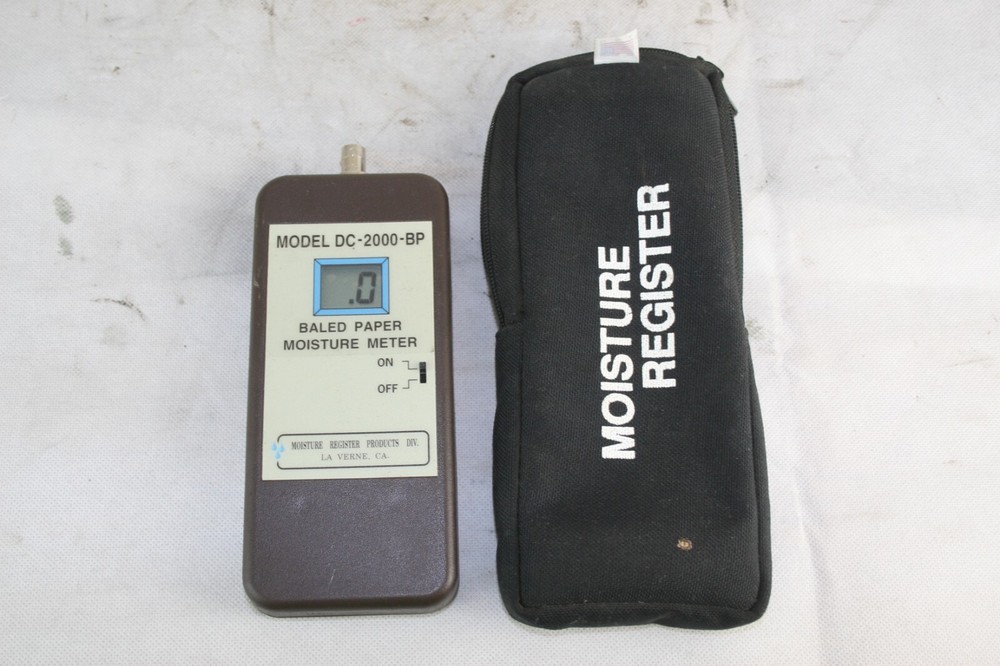 MODEL DC-2000-BP
.0
BALED PAPER
MOISTURE METER
ON
OFF
MOISTURE REGISTER PRODUCTS DIV.
LA VERNE, CA.
MOISTURE
REGISTER